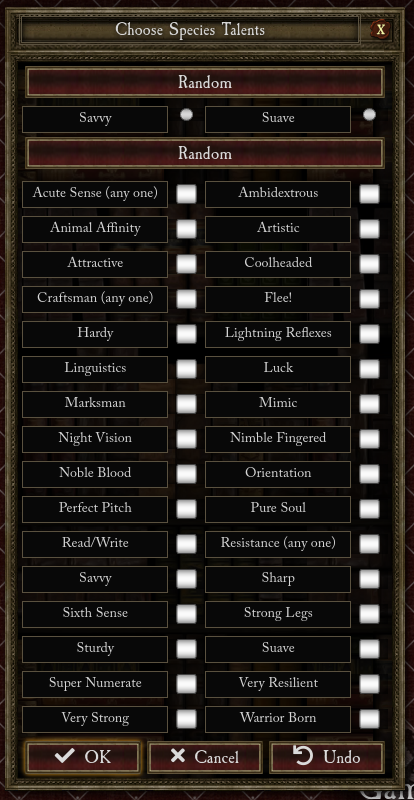 Choose Species Talents X
Random
Savvy Suave
Random
Acute Sense (any one) Ambidextrous
Animal Affinity Artistic
Attractive Coolheaded
Craftsman (any one) Flee!
Hardy Lightning Reflexes
Linguistics Luck
Marksman Mimic
Night Vision Nimble Fingered
Noble Blood Orientation
Perfect Pitch Pure Soul
Read/Write Resistance (any one)
Savvy Sharp
Sixth Sense Strong Legs
Sturdy Suave
Super Numerate Very Resilient
Very Strong Warrior Born
OK Cancel Undo